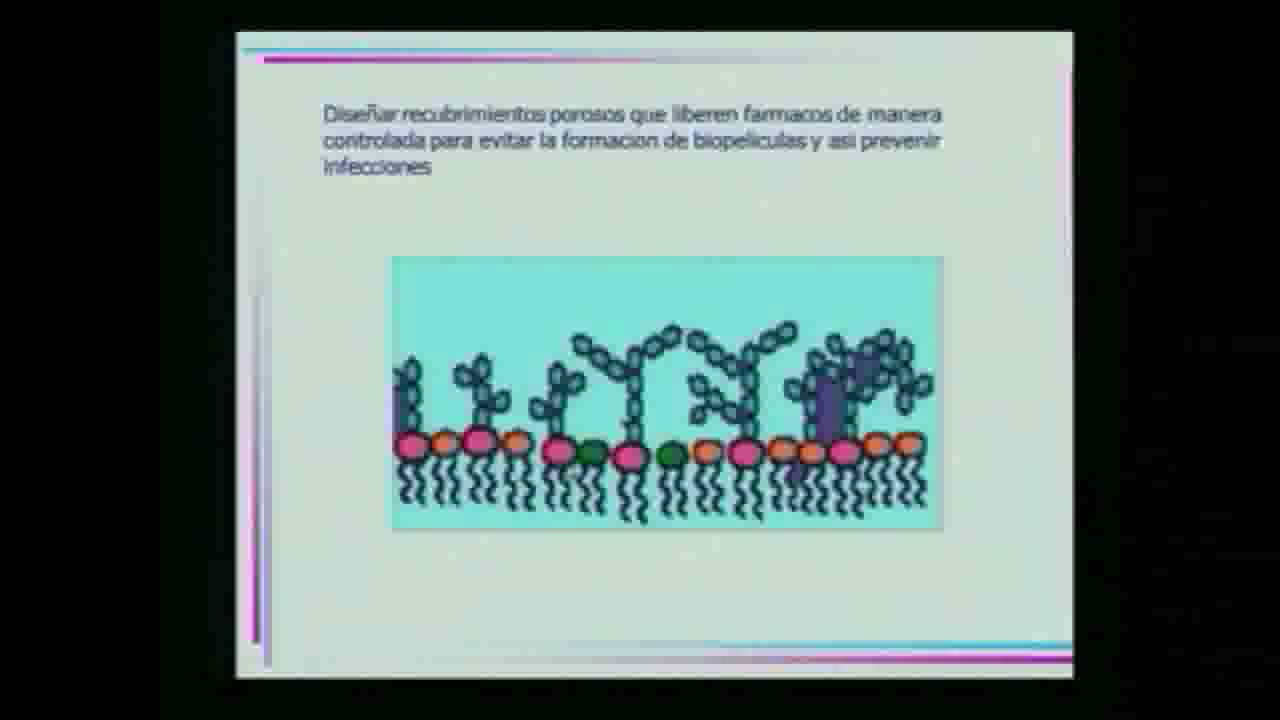 Diseñar recubrimientos porosos que liberen farmacos de manera
controlada para evitar la formacion de biopeliculas y asi prevenir
infecciones